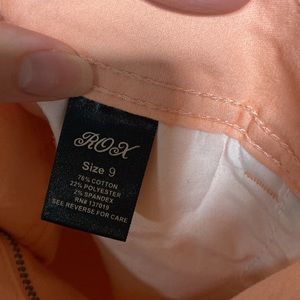 ROX
Size 9
76% COTTON
22% POLYESTER
2% SPANDEX
RN# 137019
SEE REVERSE FOR CARE